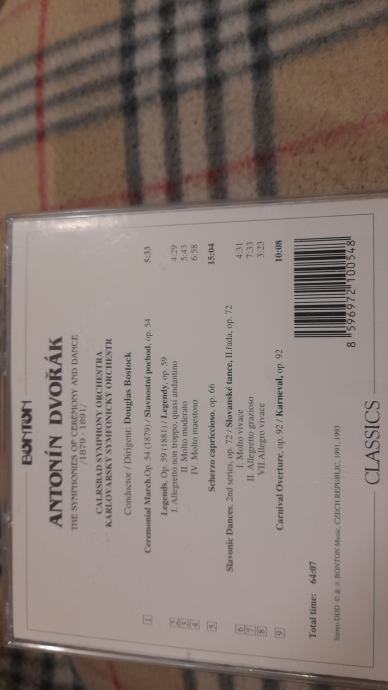 BONTON
ANTONÍN DVOŘÁK
THE SYMPHONIES OF CEREMONY AND DANCE
/1879 - 1891/
CALRSBAD SYMPHONY ORCHESTRA
KARLOVARSKÝ SYMFONICKÝ ORCHESTR
Conductor / Dirigent: Douglas Bostock
1 Ceremonial March, Op. 54 (1879) / Slavnostní pochod, op. 54 5:33
Legends, Op. 59 (1881) / Legendy, op. 59
2 I. Allegretto non troppo, quasi andantino 4:29
3 II. Molto moderato 5:43
4 IV. Molto maestoso 6:58
5 Scherzo capriccioso, op. 66 15:04
Slavonic Dances, 2nd series, op. 72 / Slovanské tance, II.řada, op. 72
6 I. Molto vivace 4:31
7 II. Allegretto grazioso 7:33
8 VII. Allegro vivace 3:23
9 Carnival Overture, op. 92 / Karneval, op. 92 10:08
Total time: 64:07
Stereo DDD © & ℗ BONTON Music, CZECH REPUBLIC, 1991, 1993
CLASSICS
8 596972 100548